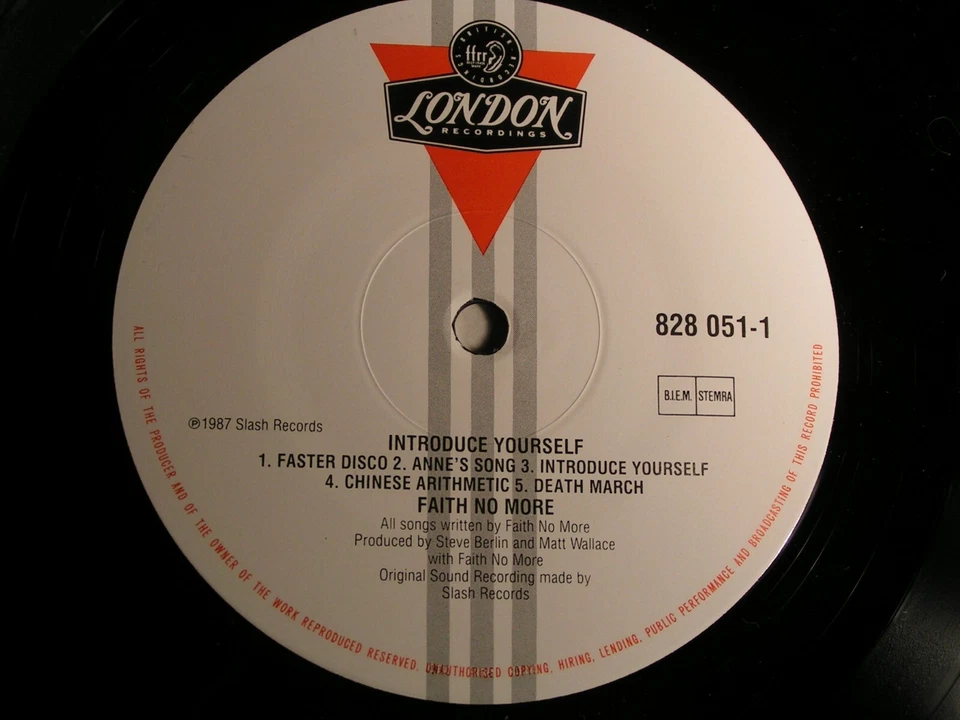 BRITISH RECORDINGS
ffrr
LONDON
RECORDINGS
828 051-1
B.I.E.M. STEMRA
℗1987 Slash Records
INTRODUCE YOURSELF
1. FASTER DISCO 2. ANNE'S SONG 3. INTRODUCE YOURSELF
4. CHINESE ARITHMETIC 5. DEATH MARCH
FAITH NO MORE
All songs written by Faith No More
Produced by Steve Berlin and Matt Wallace
with Faith No More
Original Sound Recording made by
Slash Records
ALL RIGHTS OF THE PRODUCER AND OF THE OWNER OF THE WORK REPRODUCED RESERVED. UNAUTHORISED COPYING, HIRING, LENDING, PUBLIC PERFORMANCE AND BROADCASTING OF THIS RECORD PROHIBITED